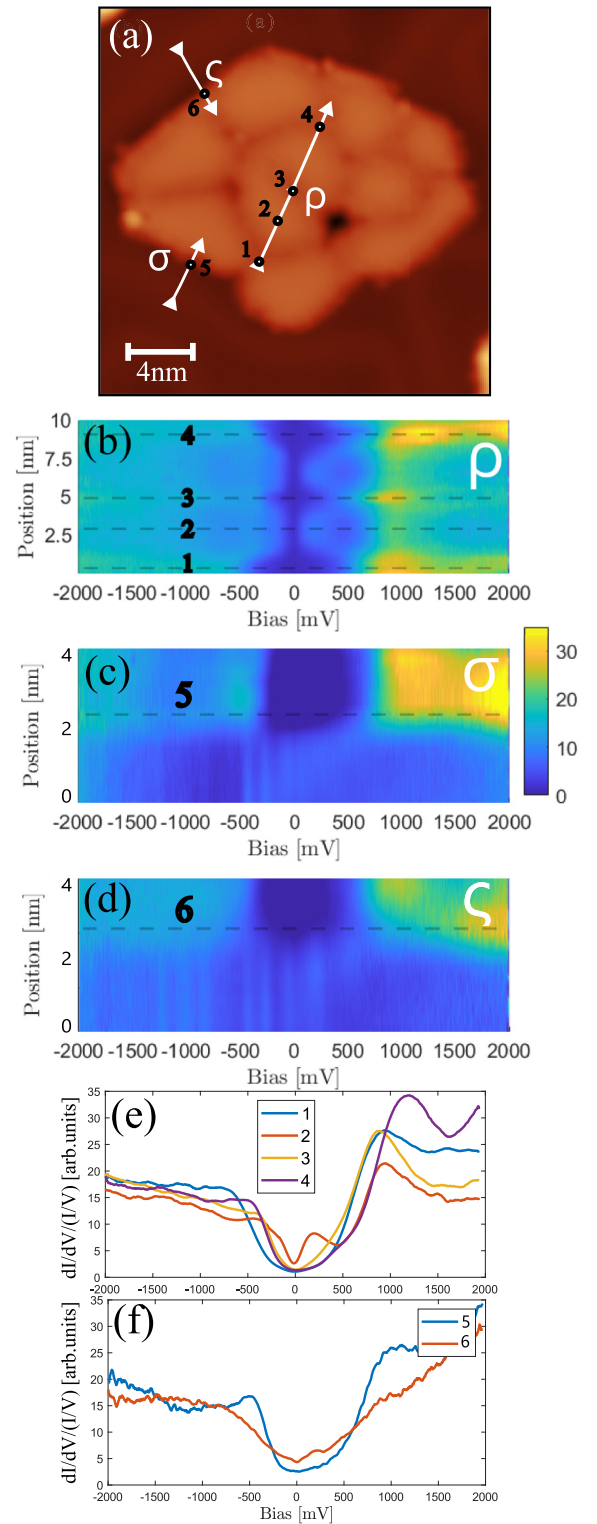 (a)
(a)
ς
6
4
3
ρ
2
1
σ
5
4nm
(b)
ρ
4
3
2
1
10
7.5
5
2.5
Position [nm]
-2000 -1500 -1000 -500 0 500 1000 1500 2000
Bias [mV]
(c)
σ
5
4
2
0
Position [nm]
-2000 -1500 -1000 -500 0 500 1000 1500 2000
Bias [mV]
30
20
10
0
(d)
ς
6
4
2
0
Position [nm]
-2000 -1500 -1000 -500 0 500 1000 1500 2000
Bias [mV]
(e)
1
2
3
4
35
30
25
20
15
10
5
0
dI/dV/(I/V) [arb.units]
-2000 -1500 -1000 -500 0 500 1000 1500 2000
(f)
5
6
35
30
25
20
15
10
5
0
dI/dV/(I/V) [arb.units]
-2000 -1500 -1000 -500 0 500 1000 1500 2000
Bias [mV]